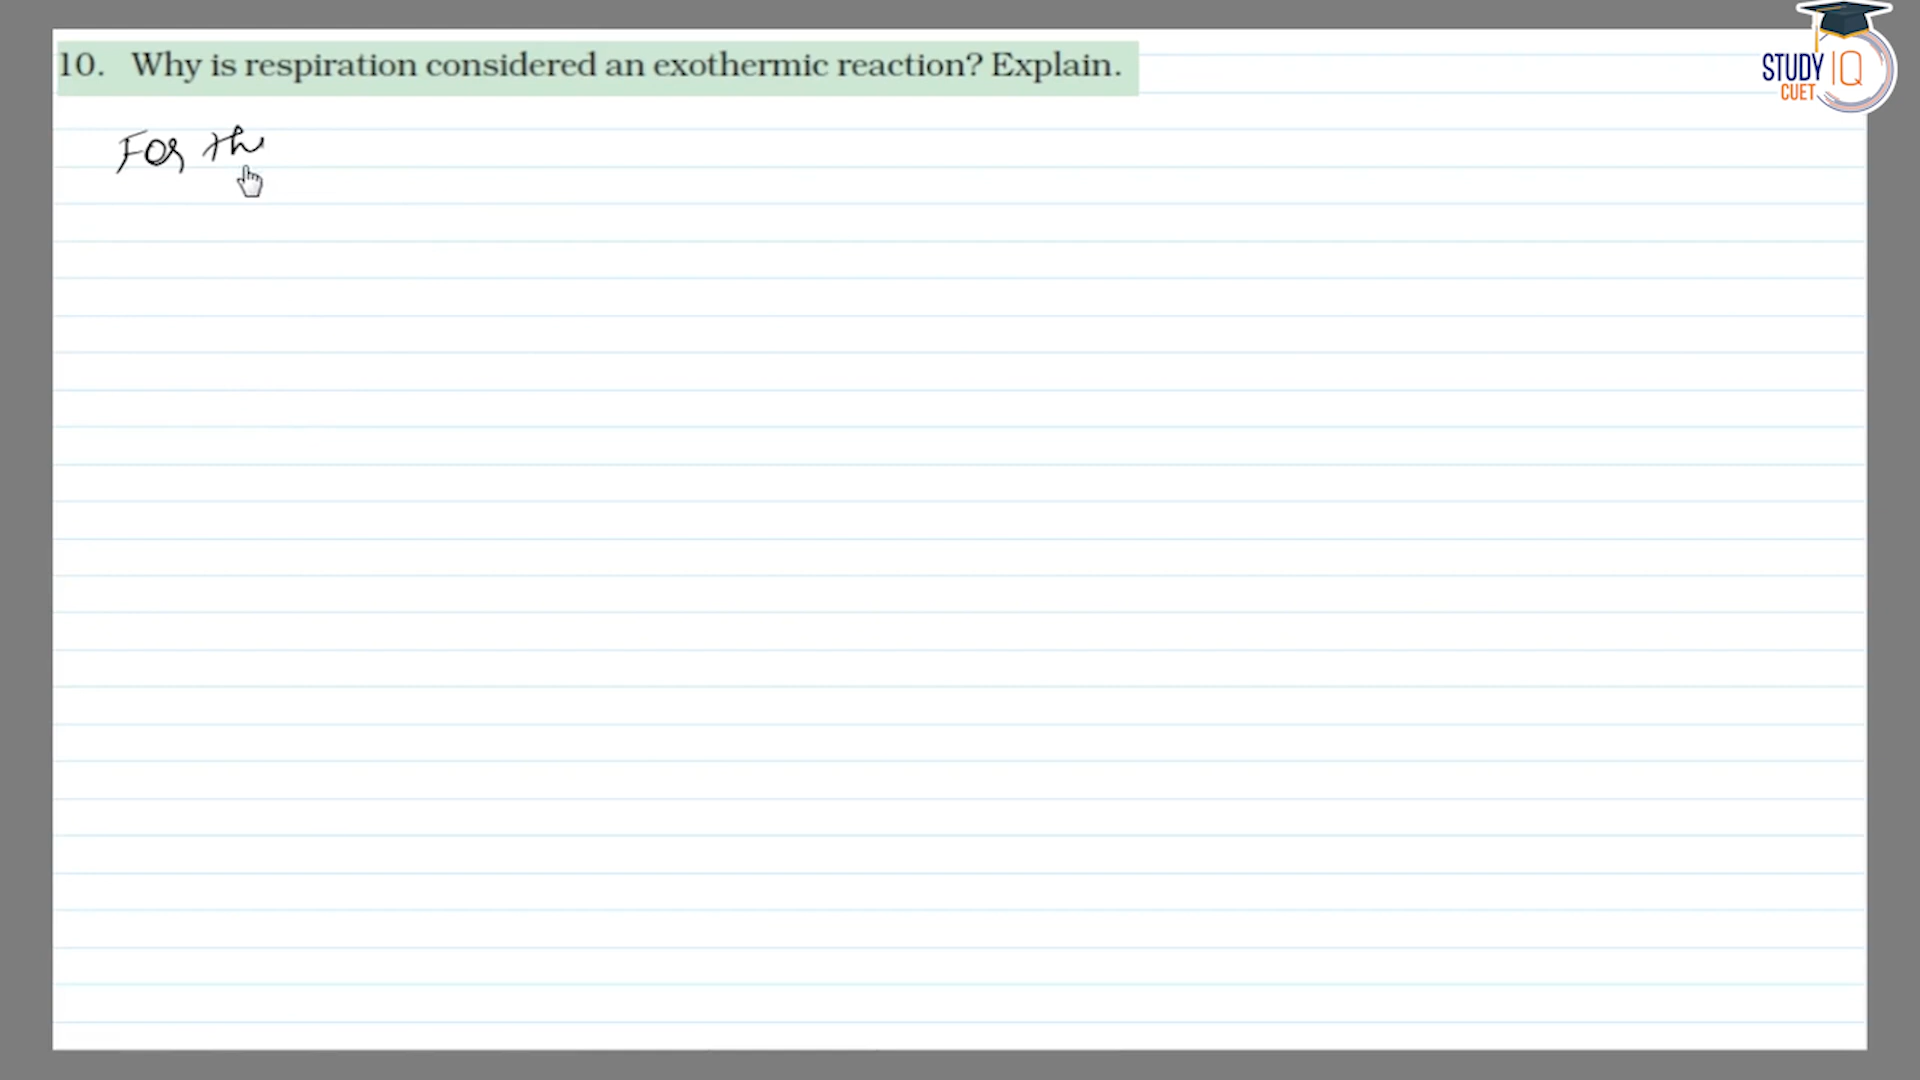 10. Why is respiration considered an exothermic reaction? Explain.
STUDY IQ
CUET
For the